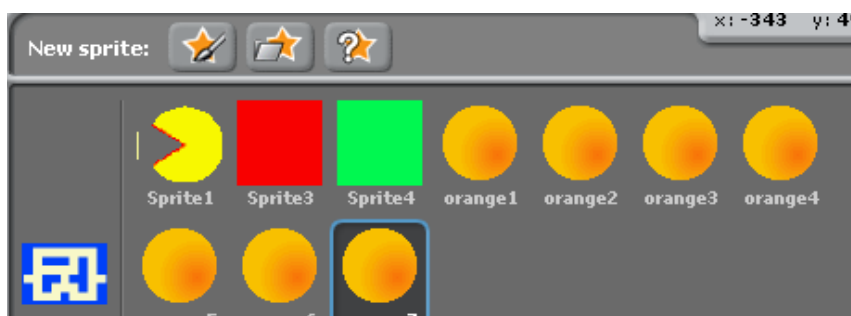 x: -343 y: 4
New sprite:
Sprite1 Sprite3 Sprite4 orange1 orange2 orange3 orange4